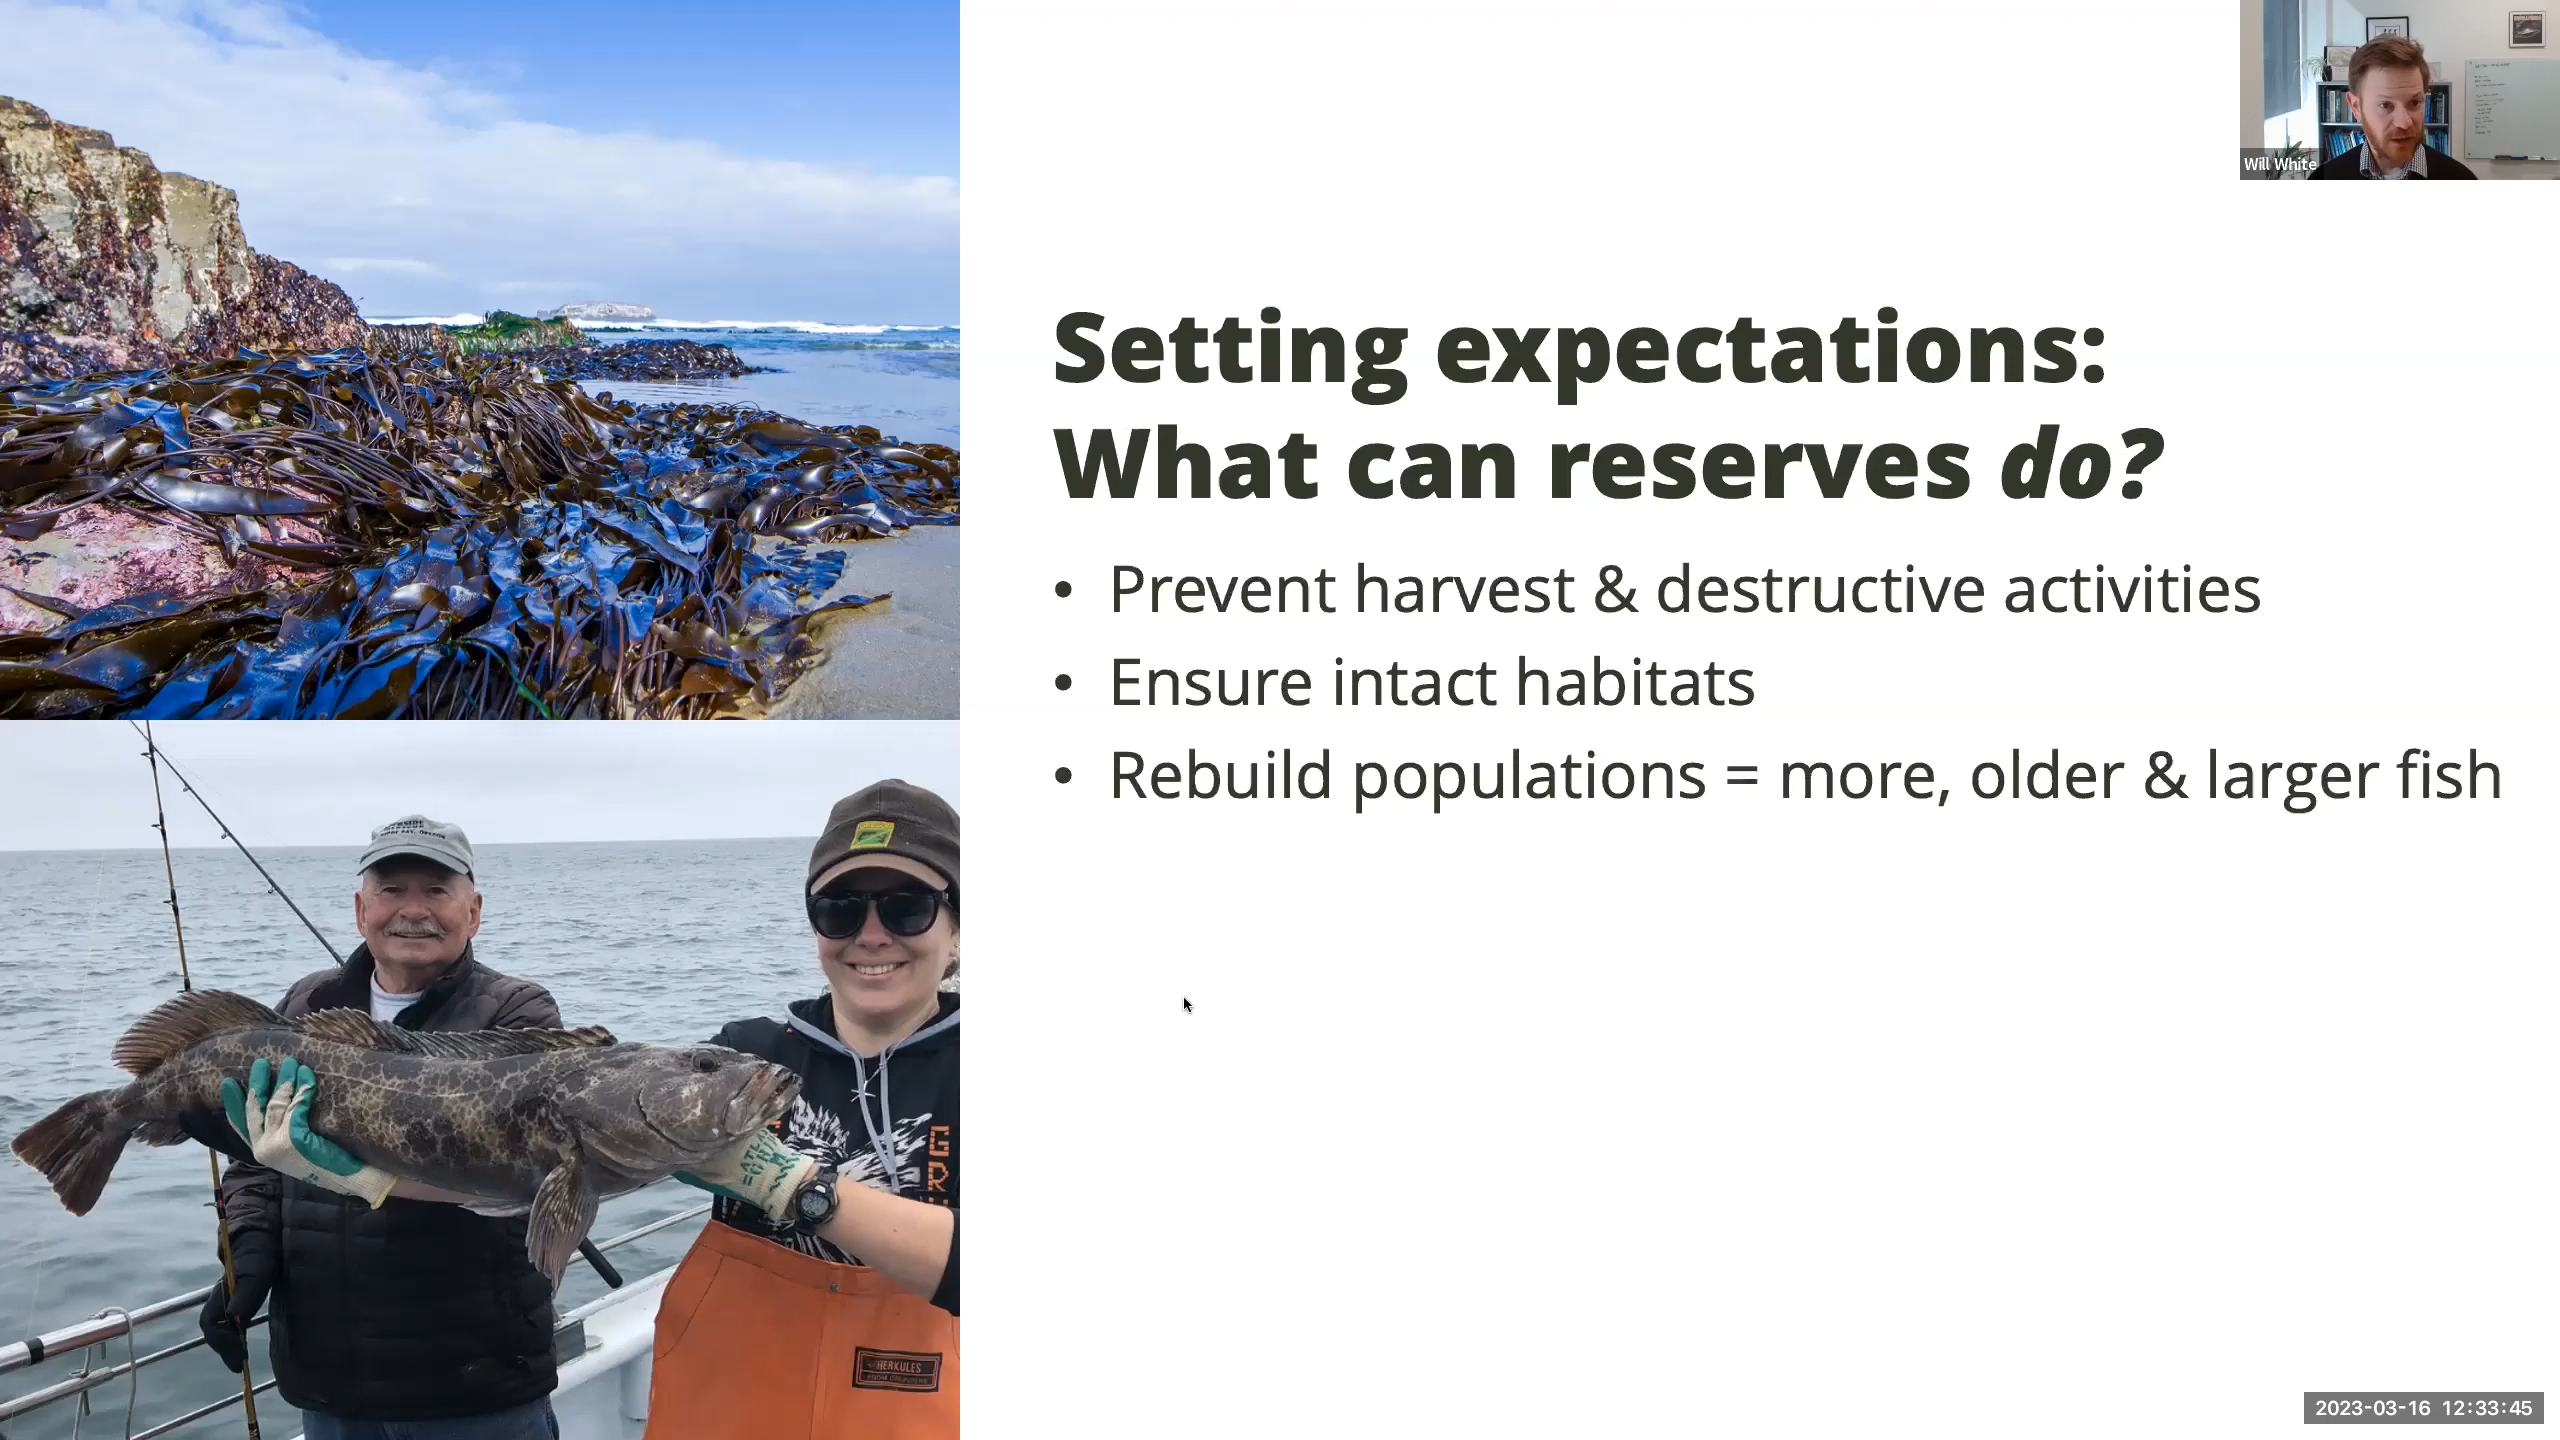 Will White
Setting expectations:
What can reserves do?
• Prevent harvest & destructive activities
• Ensure intact habitats
• Rebuild populations = more, older & larger fish
HERKULES
2023-03-16 12:33:45